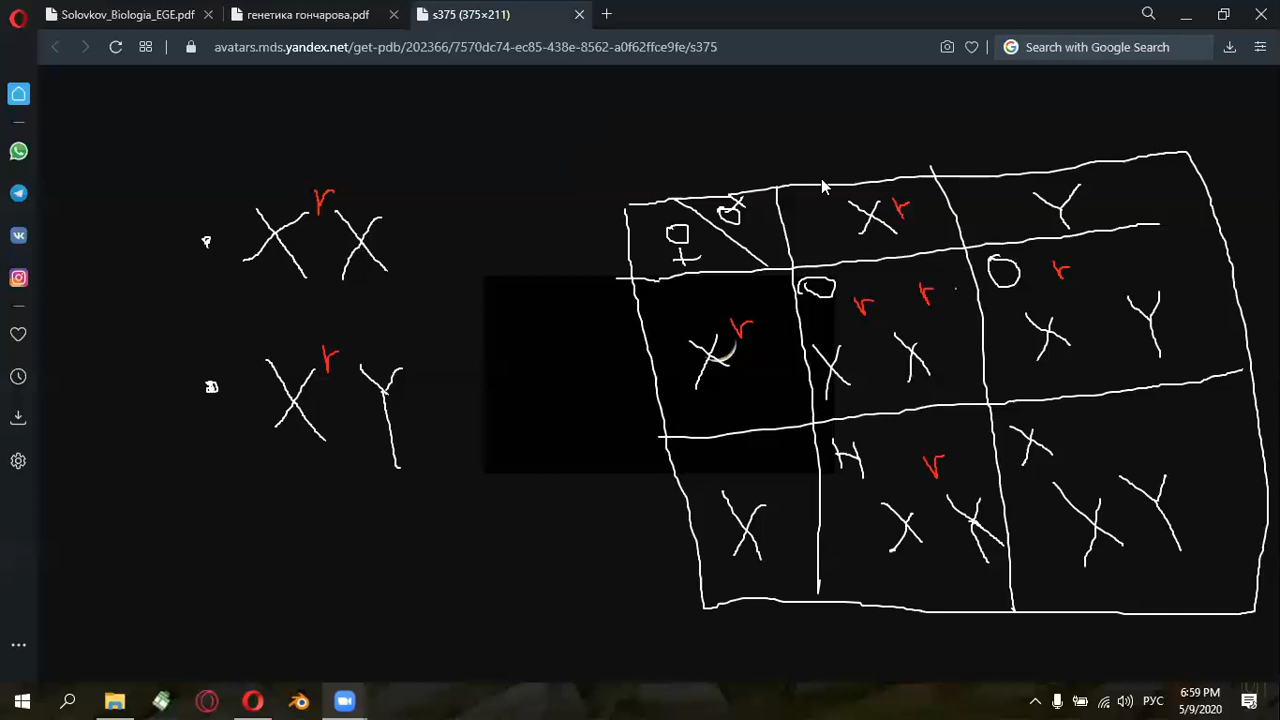 Solovkov_Biologia_EGE.pdf
генетика гончарова.pdf
s375 (375×211)
avatars.mds.yandex.net/get-pdb/202366/7570dc74-ec85-438e-8562-a0f62ffce9fe/s375
Search with Google Search
X r X
X r Y
♀ ♂
X r
Y
X r
r r
X X
r
X Y
X
H r
X X
X
X Y
РУС
6:59 PM
5/9/2020